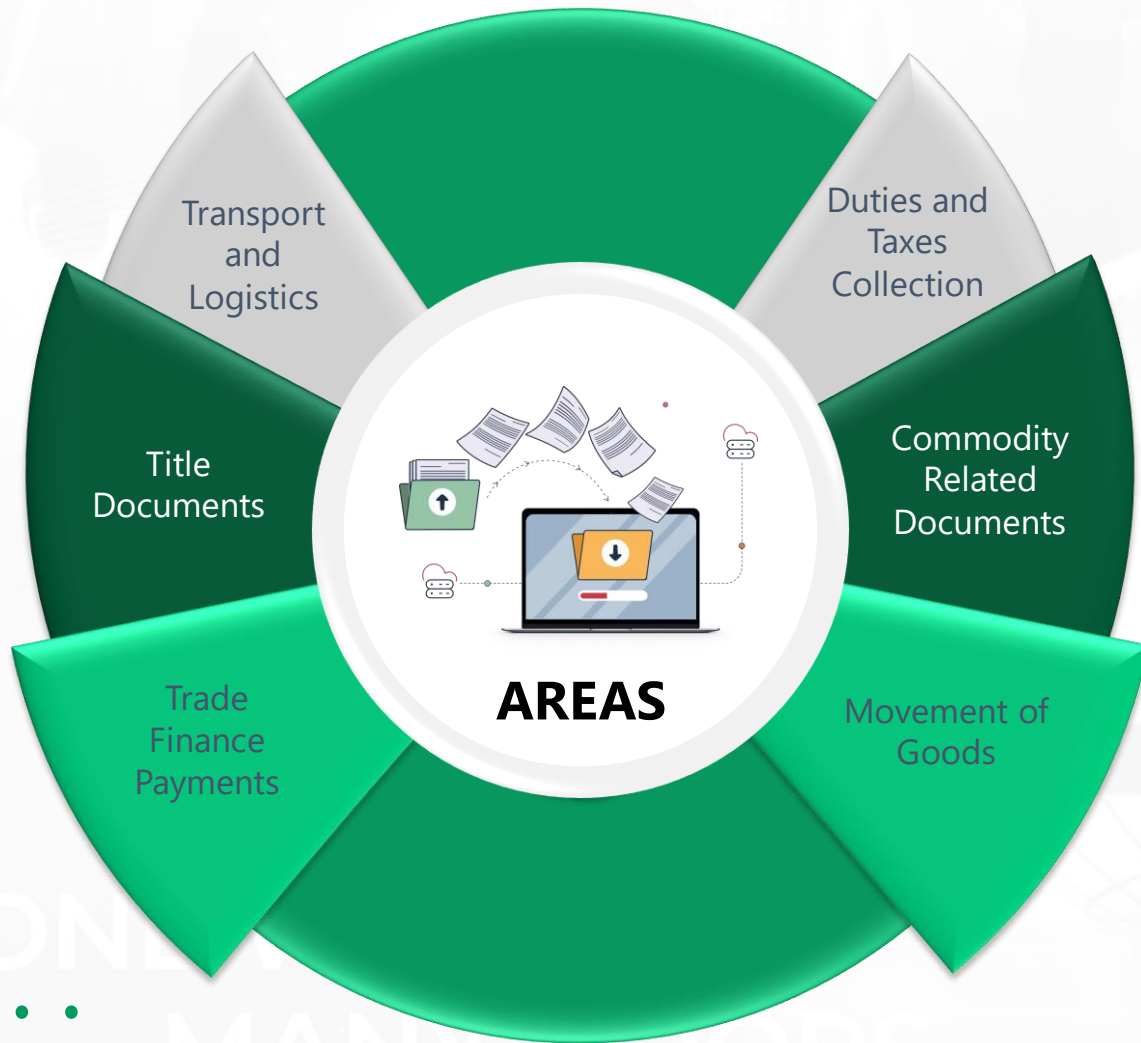 Transport
and
Logistics
Duties and
Taxes
Collection
Title
Documents
Commodity
Related
Documents
AREAS
Trade
Finance
Payments
Movement of
Goods